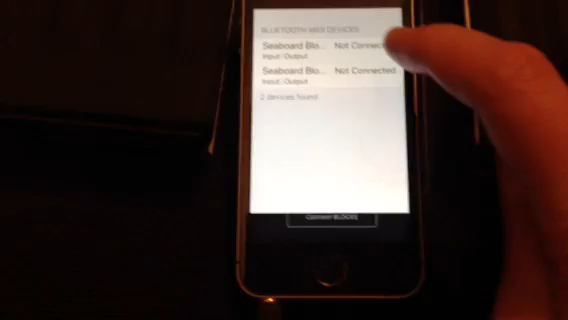 BLUETOOTH MIDI DEVICES
Seaboard Blo... Not Connected
Input / Output
Seaboard Blo... Not Connected
Input / Output
2 devices found
Connect BLOCKS